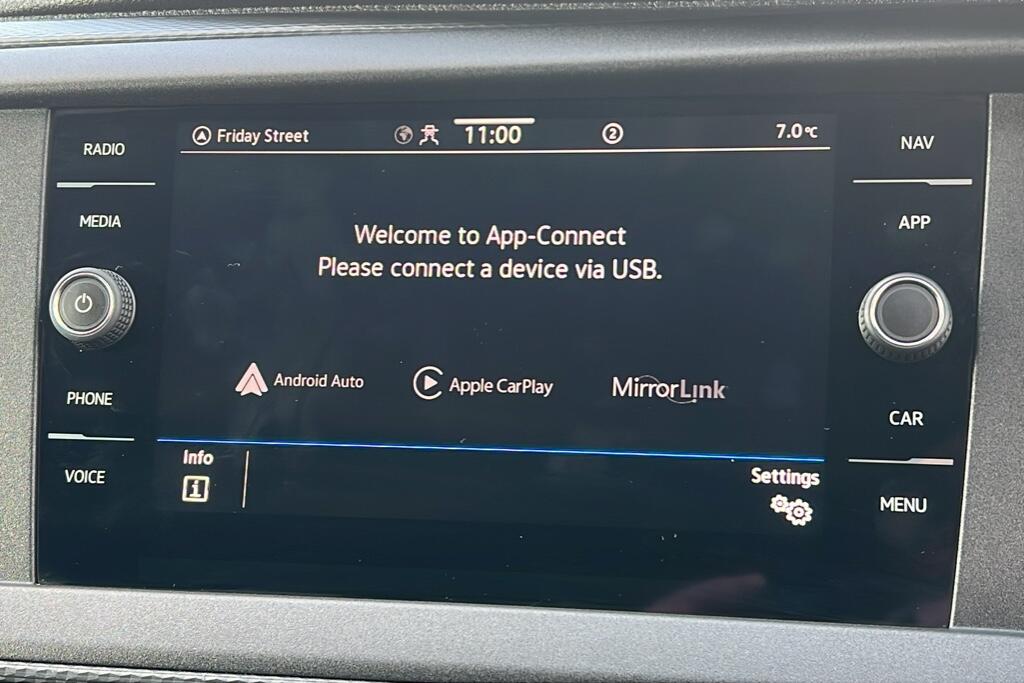 RADIO
MEDIA
PHONE
VOICE
Friday Street
11:00
2
7.0°C
Welcome to App-Connect
Please connect a device via USB.
Android Auto
Apple CarPlay
MirrorLink
Info
i
Settings
NAV
APP
CAR
MENU